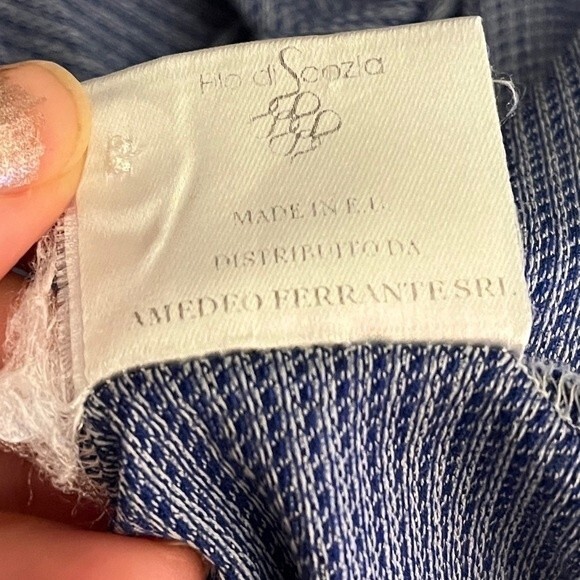 Filo di Scozia
MADE IN E.U.
DISTRIBUITO DA
AMEDEO FERRANTE SRL